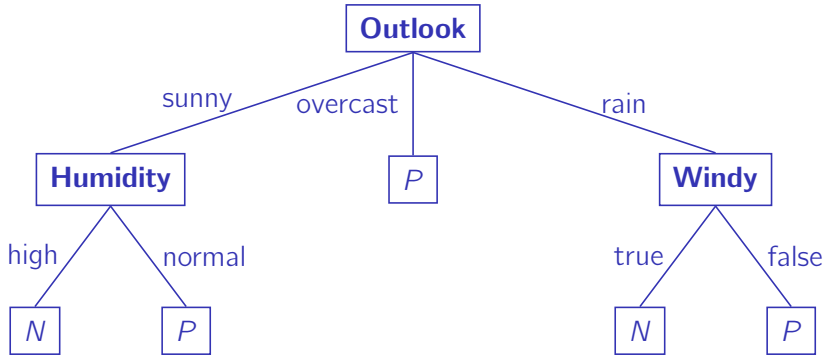 Outlook
sunny
overcast
rain
Humidity
P
Windy
high
normal
true
false
N
P
N
P